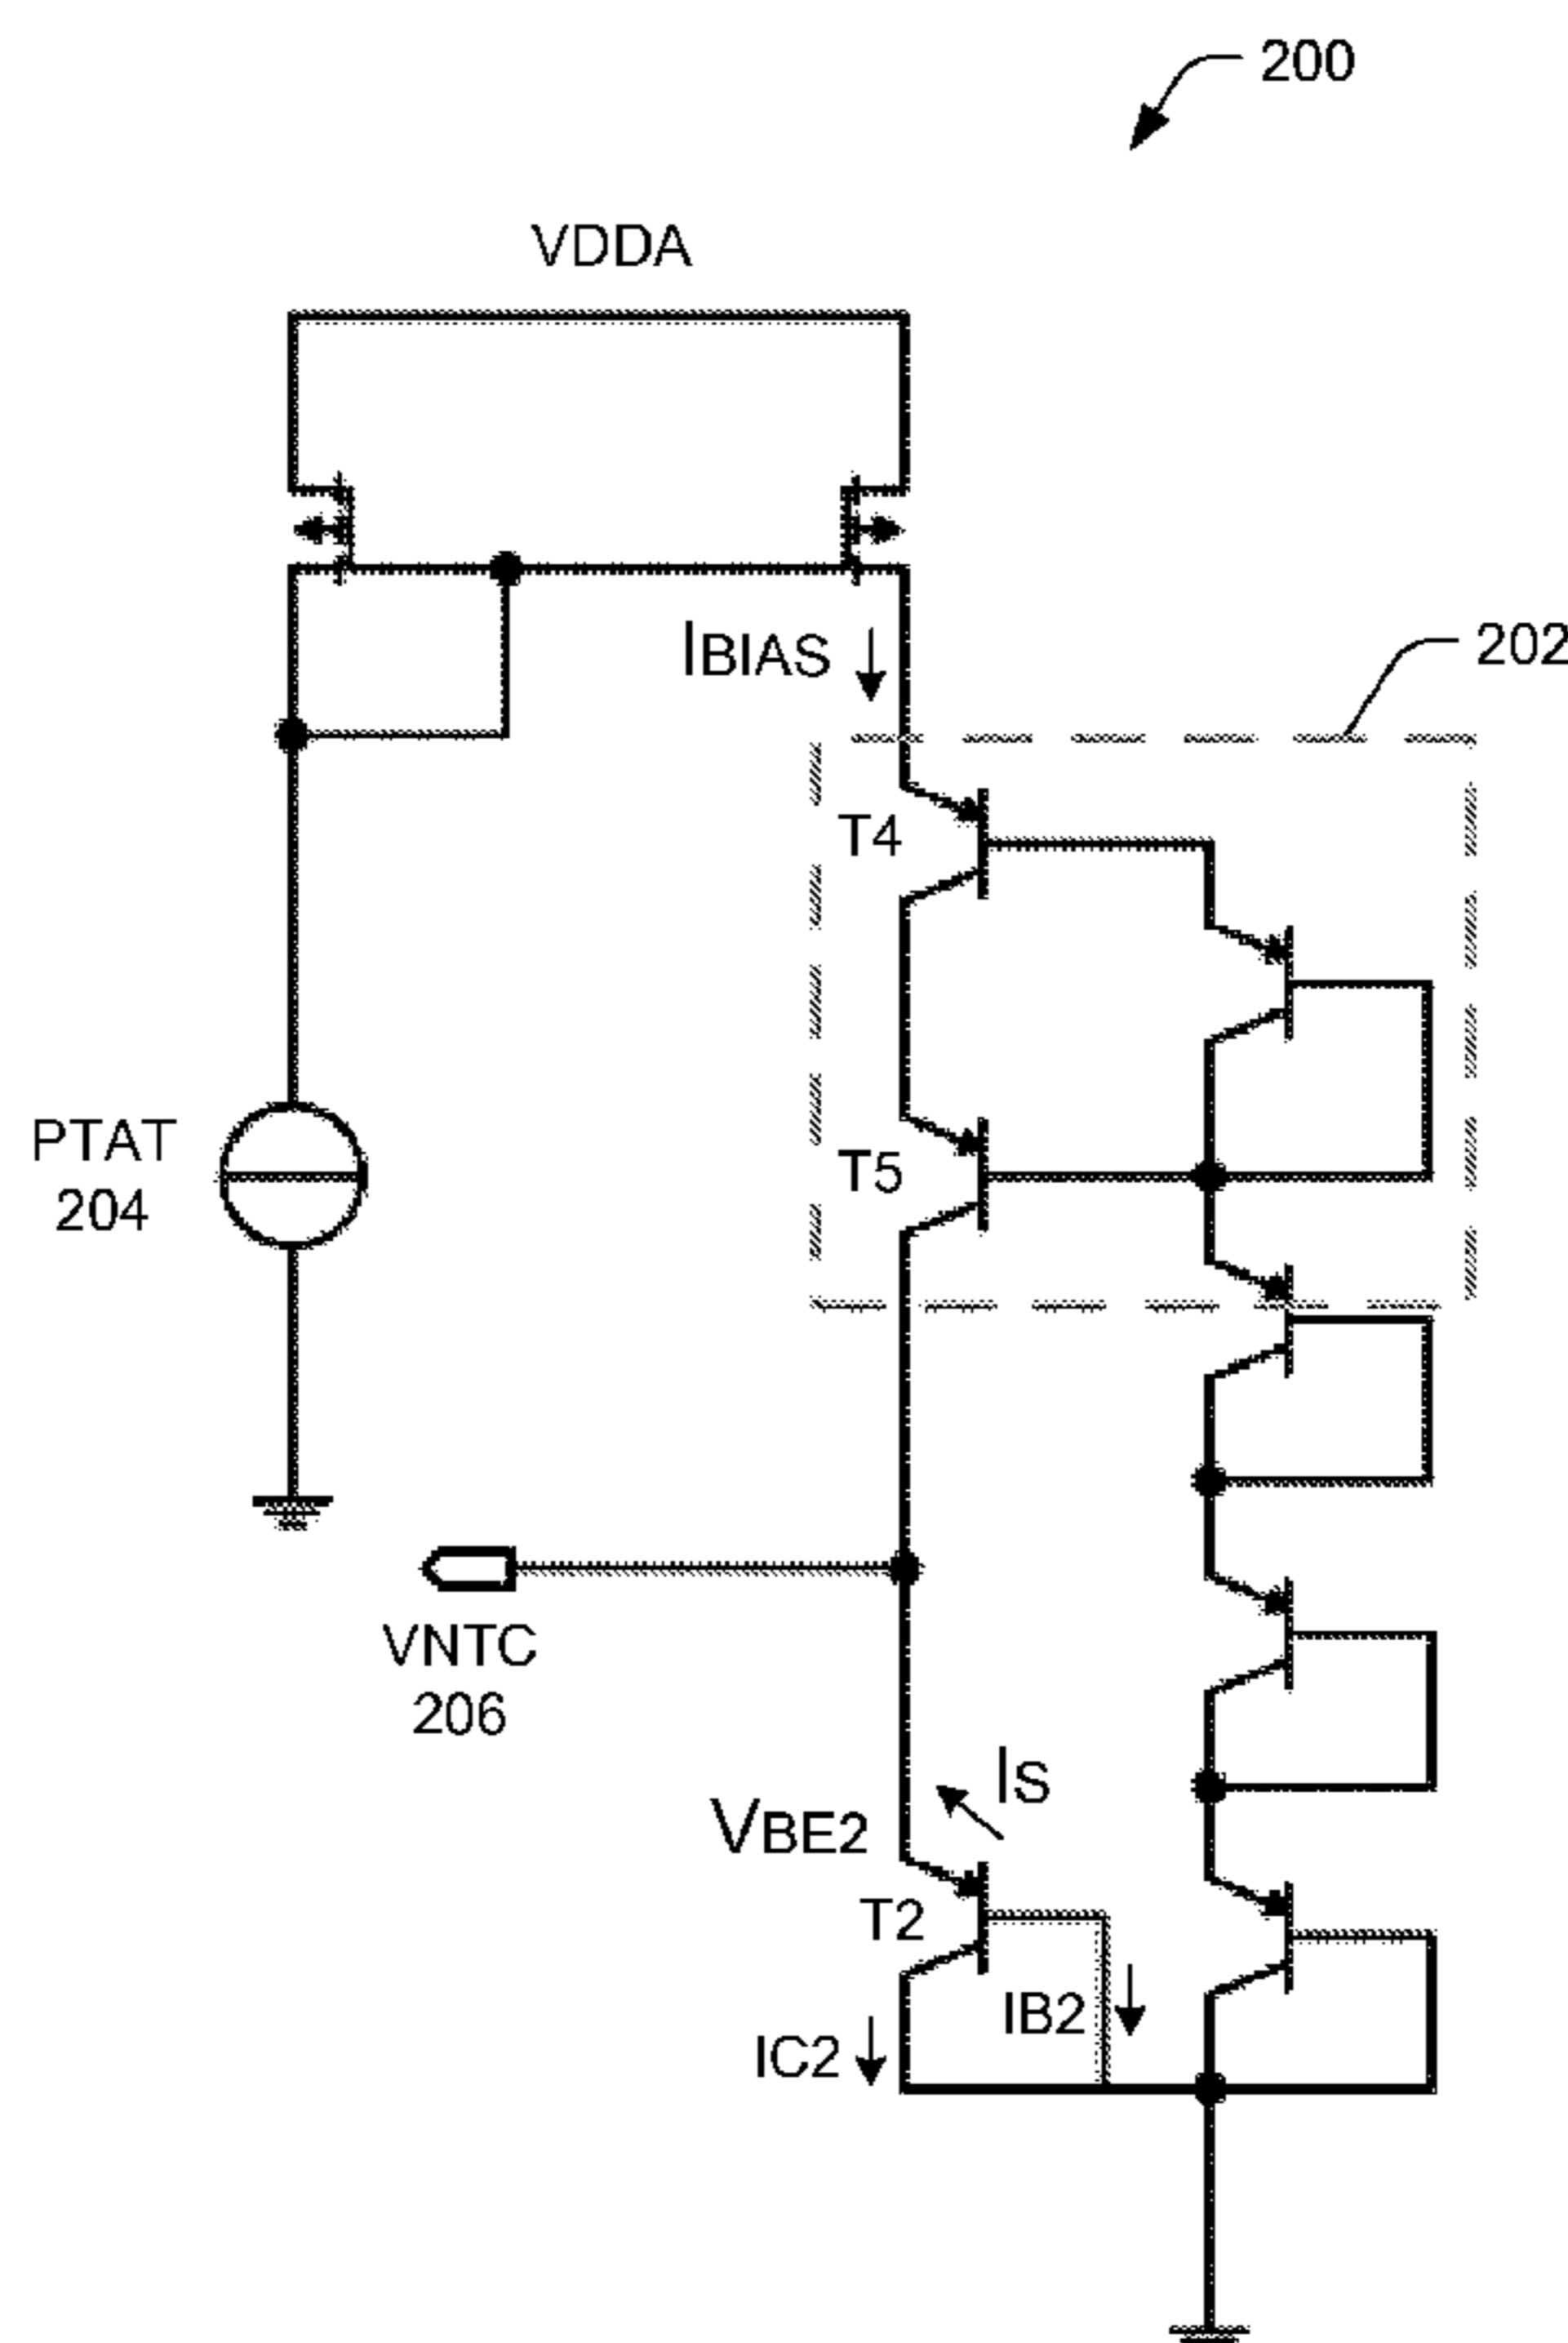 200
VDDA
IBIAS
202
T4
T5
PTAT
204
VNTC
206
IS
VBE2
T2
IB2
IC2